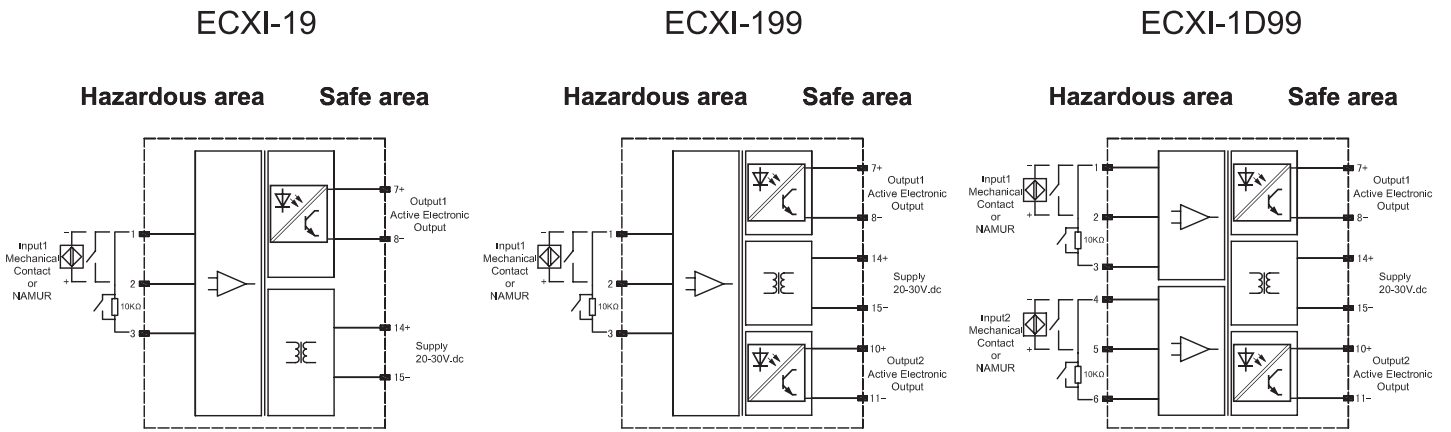 ECXI-19
Hazardous area Safe area
Input1
Mechanical
Contact
or
NAMUR
−
+
1
2
3
10KΩ
7+
8−
Output1
Active Electronic
Output
14+
15−
Supply
20-30V.dc
ECXI-199
Hazardous area Safe area
Input1
Mechanical
Contact
or
NAMUR
−
+
1
2
3
10KΩ
7+
8−
Output1
Active Electronic
Output
14+
15−
Supply
20-30V.dc
10+
11−
Output2
Active Electronic
Output
ECXI-1D99
Hazardous area Safe area
Input1
Mechanical
Contact
or
NAMUR
−
+
1
2
3
10KΩ
Input2
Mechanical
Contact
or
NAMUR
−
+
4
5
6
10KΩ
7+
8−
Output1
Active Electronic
Output
14+
15−
Supply
20-30V.dc
10+
11−
Output2
Active Electronic
Output